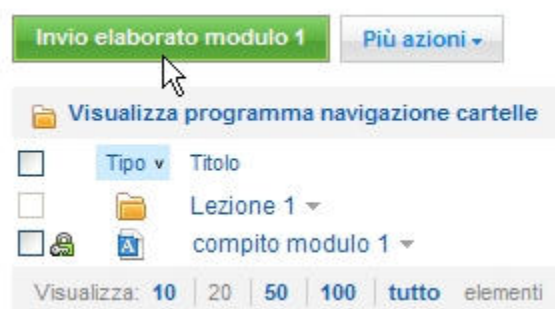 Invio elaborato modulo 1 Più azioni
Visualizza programma navigazione cartelle
Tipo Titolo
Lezione 1
A compito modulo 1
Visualizza: 10 | 20 | 50 | 100 | tutto elementi